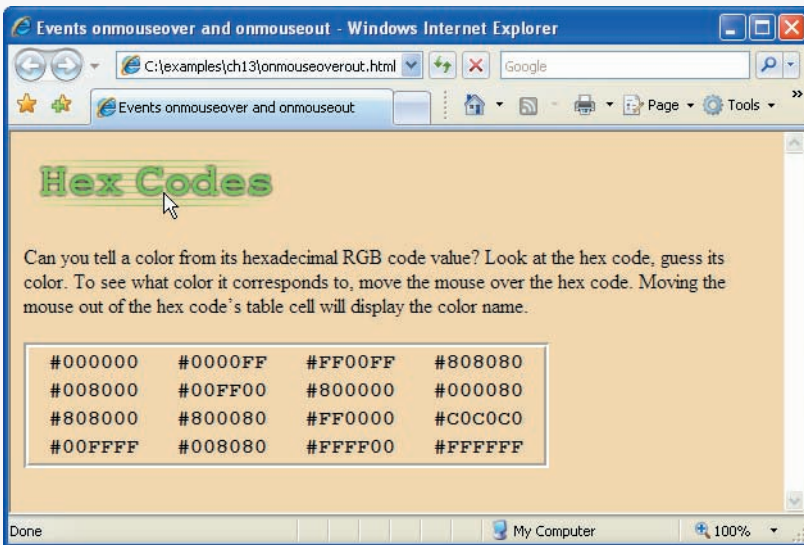 Events onmouseover and onmouseout - Windows Internet Explorer
C:\examples\ch13\onmouseoverout.html
Google
Events onmouseover and onmouseout
Page
Tools
Hex Codes
Can you tell a color from its hexadecimal RGB code value? Look at the hex code, guess its
color. To see what color it corresponds to, move the mouse over the hex code. Moving the
mouse out of the hex code's table cell will display the color name.
#000000 #0000FF #FF00FF #808080
#008000 #00FF00 #800000 #000080
#808000 #800080 #FF0000 #C0C0C0
#00FFFF #008080 #FFFF00 #FFFFFF
Done
My Computer
100%